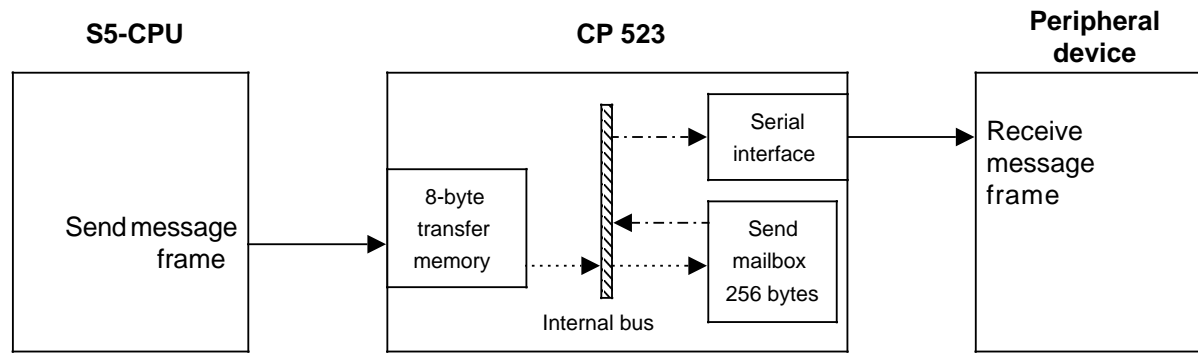 S5-CPU
CP 523
Peripheral
device
Send message
frame
8-byte
transfer
memory
Internal bus
Serial
interface
Send
mailbox
256 bytes
Receive
message
frame